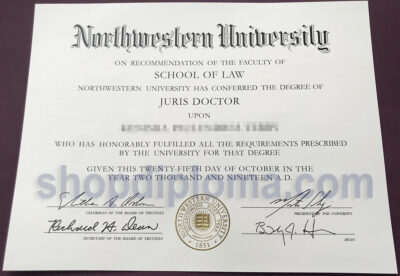 Northwestern University
ON RECOMMENDATION OF THE FACULTY OF
SCHOOL OF LAW
NORTHWESTERN UNIVERSITY HAS CONFERRED THE DEGREE OF
JURIS DOCTOR
UPON
WHO HAS HONORABLY FULFILLED ALL THE REQUIREMENTS PRESCRIBED
BY THE UNIVERSITY FOR THAT DEGREE
shopdiploma.com
GIVEN THIS TWENTY-FIFTH DAY OF OCTOBER IN THE
YEAR TWO THOUSAND AND NINETEEN A.D.
CHAIRMAN OF THE BOARD OF TRUSTEES
PRESIDENT OF THE UNIVERSITY
SECRETARY OF THE BOARD OF TRUSTEES
DEAN
NORTHWESTERN UNIVERSITY
1851